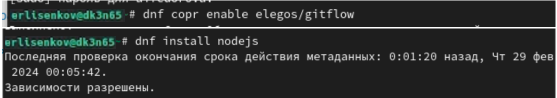 erlisenkov@dk3n65 # dnf copr enable elegos/gitflow
erlisenkov@dk3n65 # dnf install nodejs
Последняя проверка окончания срока действия метаданных: 0:01:20 назад, Чт 29 фев
2024 00:05:42.
Зависимости разрешены.